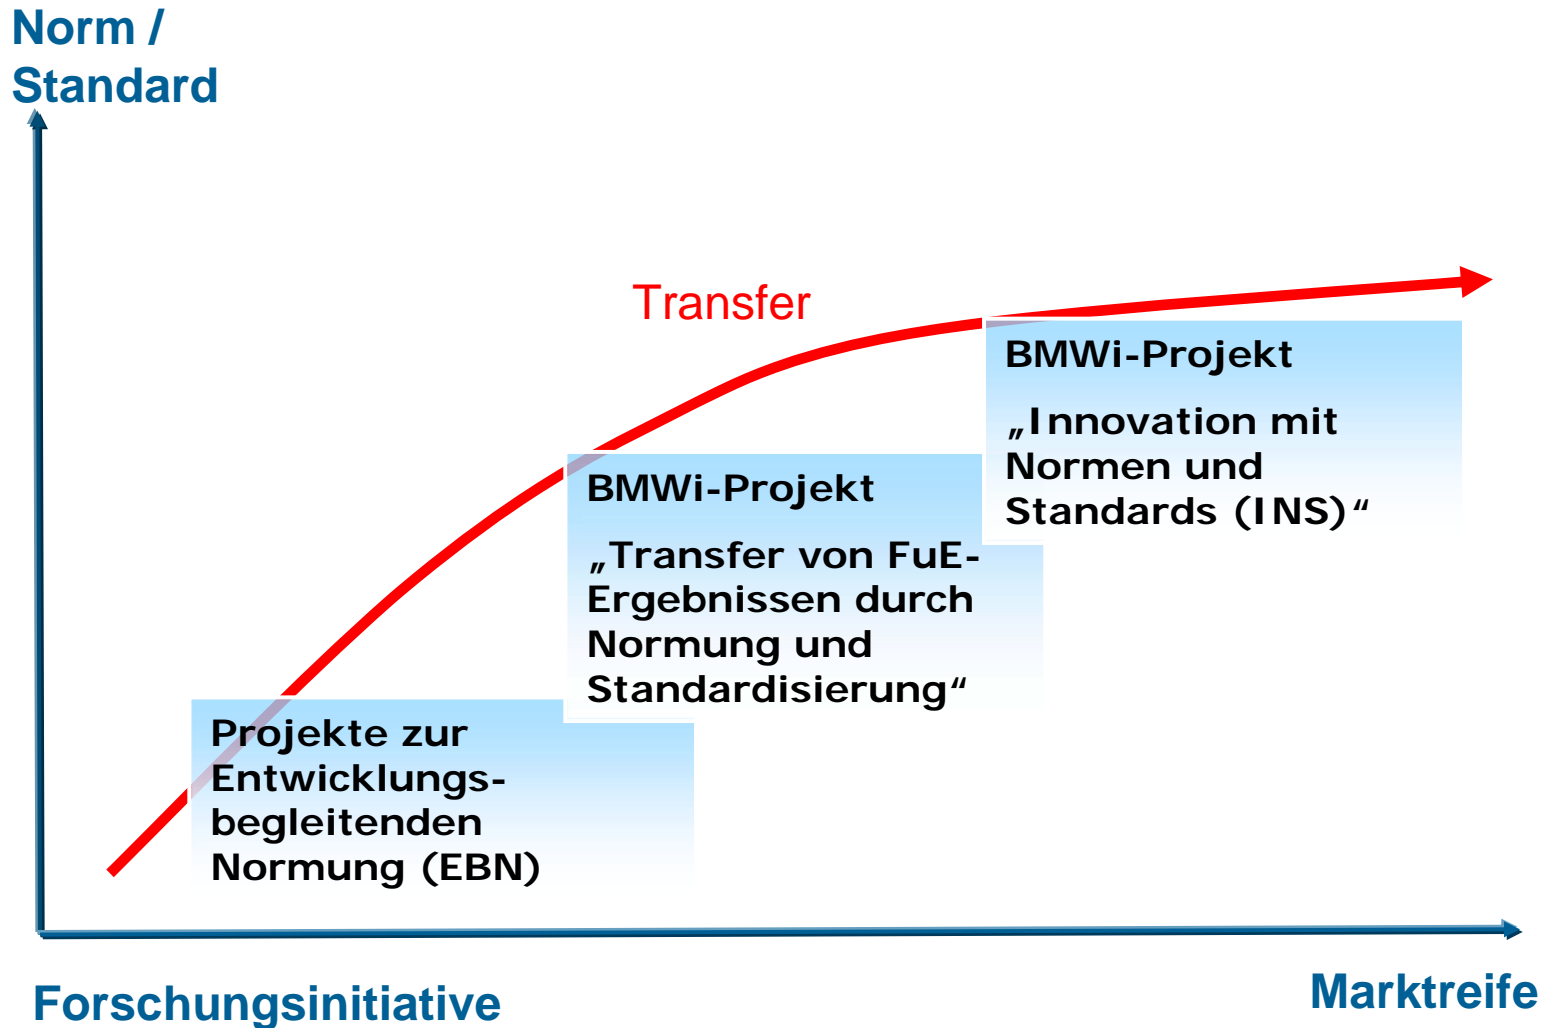 Norm /
Standard
Transfer
BMWi-Projekt
„Innovation mit
Normen und
Standards (INS)“
BMWi-Projekt
„Transfer von FuE-
Ergebnissen durch
Normung und
Standardisierung“
Projekte zur
Entwicklungs-
begleitenden
Normung (EBN)
Forschungsinitiative
Marktreife